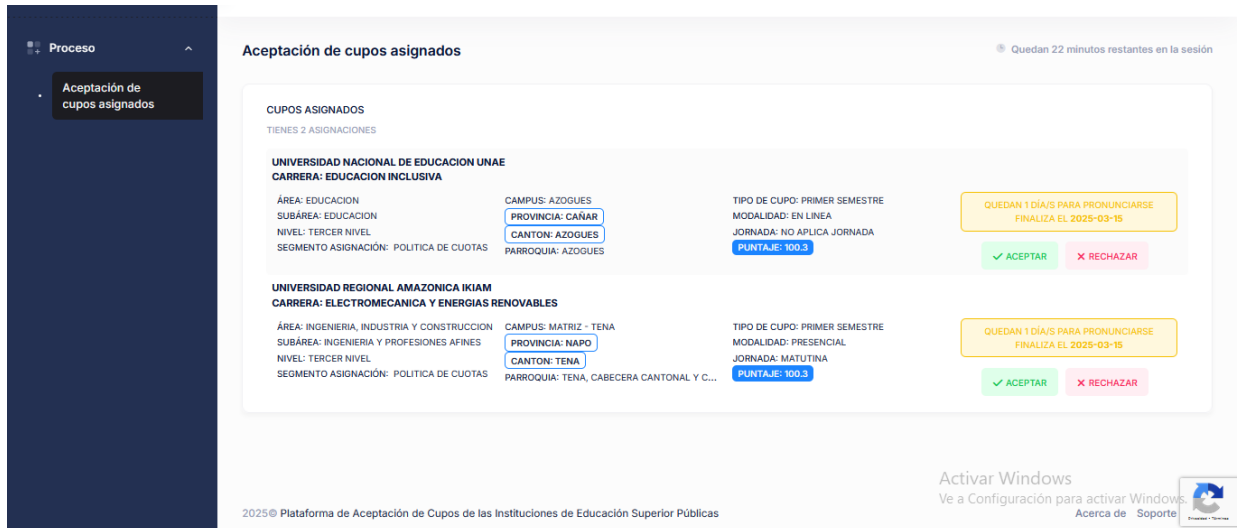 Proceso
Aceptación de
cupos asignados
Aceptación de cupos asignados
Quedan 22 minutos restantes en la sesión
CUPOS ASIGNADOS
TIENES 2 ASIGNACIONES
UNIVERSIDAD NACIONAL DE EDUCACION UNAE
CARRERA: EDUCACION INCLUSIVA
ÁREA: EDUCACION
SUBÁREA: EDUCACION
NIVEL: TERCER NIVEL
SEGMENTO ASIGNACIÓN: POLITICA DE CUOTAS
CAMPUS: AZOGUES
PROVINCIA: CAÑAR
CANTON: AZOGUES
PARROQUIA: AZOGUES
TIPO DE CUPO: PRIMER SEMESTRE
MODALIDAD: EN LINEA
JORNADA: NO APLICA JORNADA
PUNTAJE: 100.3
QUEDAN 1 DÍA/S PARA PRONUNCIARSE
FINALIZA EL 2025-03-15
ACEPTAR
RECHAZAR
UNIVERSIDAD REGIONAL AMAZONICA IKIAM
CARRERA: ELECTROMECANICA Y ENERGIAS RENOVABLES
ÁREA: INGENIERIA, INDUSTRIA Y CONSTRUCCION
SUBÁREA: INGENIERIA Y PROFESIONES AFINES
NIVEL: TERCER NIVEL
SEGMENTO ASIGNACIÓN: POLITICA DE CUOTAS
CAMPUS: MATRIZ - TENA
PROVINCIA: NAPO
CANTON: TENA
PARROQUIA: TENA, CABECERA CANTONAL Y C...
TIPO DE CUPO: PRIMER SEMESTRE
MODALIDAD: PRESENCIAL
JORNADA: MATUTINA
PUNTAJE: 100.3
QUEDAN 1 DÍA/S PARA PRONUNCIARSE
FINALIZA EL 2025-03-15
ACEPTAR
RECHAZAR
Activar Windows
Ve a Configuración para activar Windows.
2025© Plataforma de Aceptación de Cupos de las Instituciones de Educación Superior Públicas
Acerca de Soporte